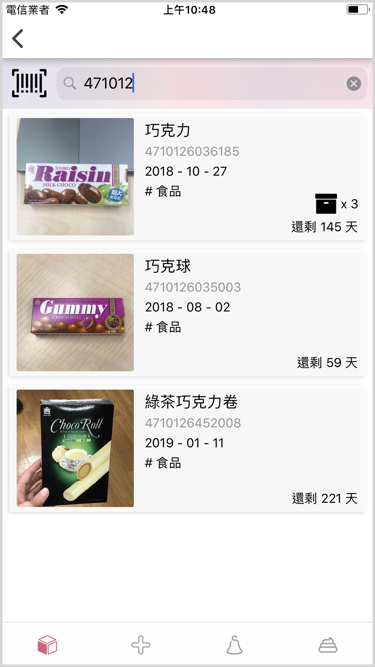 電信業者
上午10:48
471012
巧克力
4710126036185
2018 - 10 - 27
# 食品
x 3
還剩 145 天
Raisin
MILK CHOCO
巧克球
4710126035003
2018 - 08 - 02
# 食品
還剩 59 天
Gummy
綠茶巧克力卷
4710126452008
2019 - 01 - 11
# 食品
還剩 221 天
Choco Roll